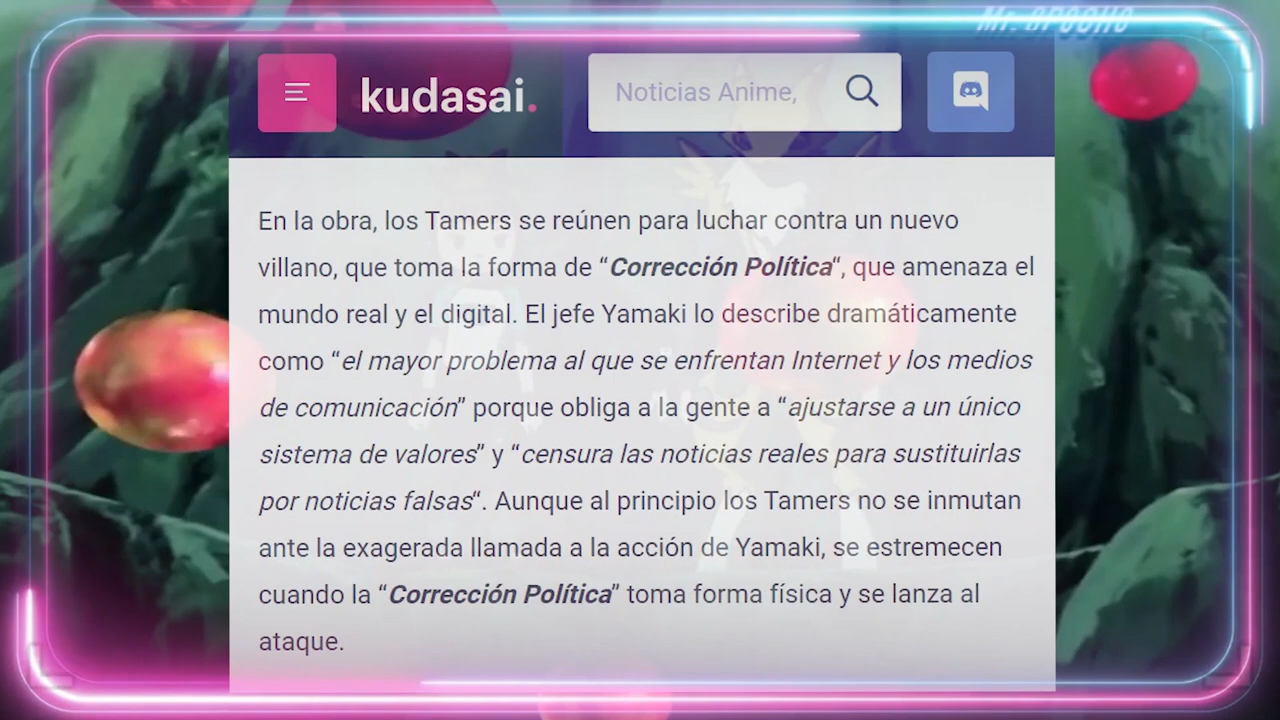 Mr. SPOCHO
kudasai.
Noticias Anime,
En la obra, los Tamers se reúnen para luchar contra un nuevo
villano, que toma la forma de “Corrección Política“, que amenaza el
mundo real y el digital. El jefe Yamaki lo describe dramáticamente
como “el mayor problema al que se enfrentan Internet y los medios
de comunicación” porque obliga a la gente a “ajustarse a un único
sistema de valores” y “censura las noticias reales para sustituirlas
por noticias falsas“. Aunque al principio los Tamers no se inmutan
ante la exagerada llamada a la acción de Yamaki, se estremecen
cuando la “Corrección Política” toma forma física y se lanza al
ataque.